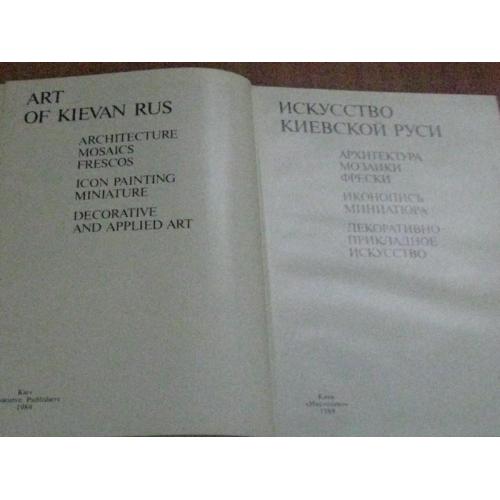 ART
OF KIEVAN RUS
ARCHITECTURE
MOSAICS
FRESCOS
ICON PAINTING
MINIATURE
DECORATIVE
AND APPLIED ART
Kiev
Publishers
1989
ИСКУССТВО
КИЕВСКОЙ РУСИ
АРХИТЕКТУРА
МОЗАИКИ
ФРЕСКИ
ИКОНОПИСЬ
МИНИАТЮРА
ДЕКОРАТИВНО-
ПРИКЛАДНОЕ
ИСКУССТВО
Киев
«Мистецтво»
1989